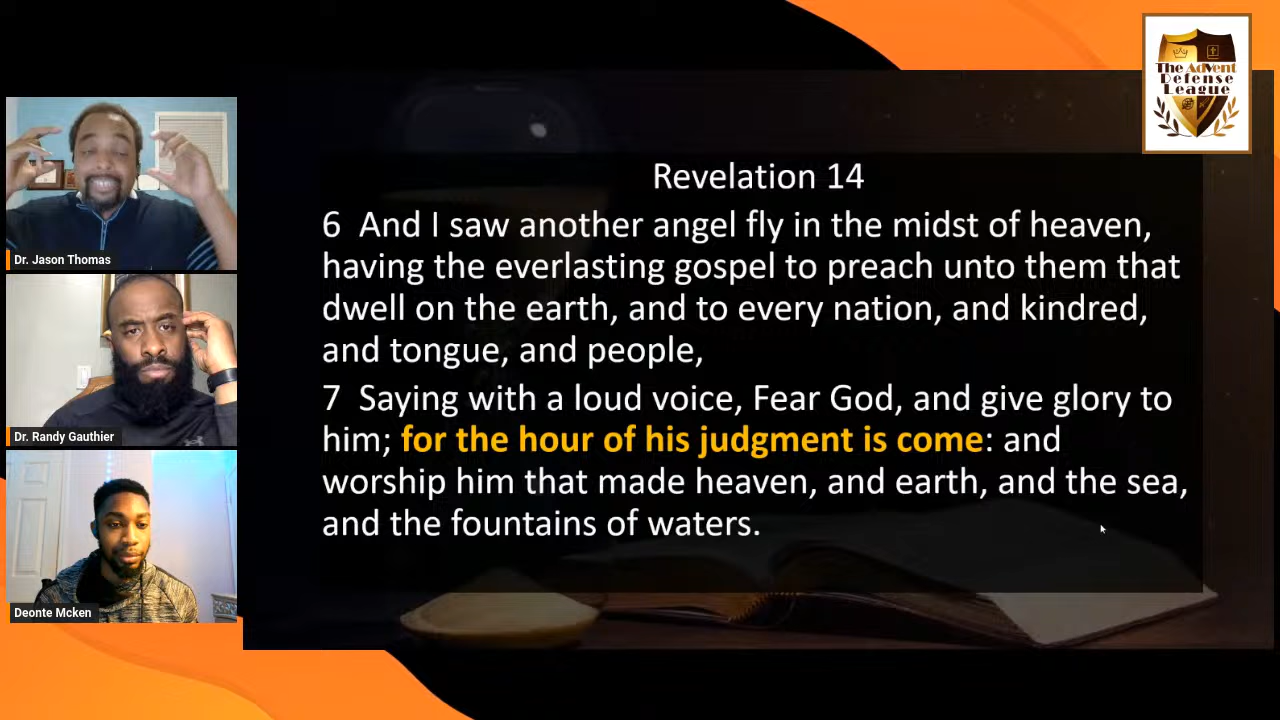 The Advent
Defense
League
Dr. Jason Thomas
Dr. Randy Gauthier
Deonte Mcken
Revelation 14
6 And I saw another angel fly in the midst of heaven,
having the everlasting gospel to preach unto them that
dwell on the earth, and to every nation, and kindred,
and tongue, and people,
7 Saying with a loud voice, Fear God, and give glory to
him; for the hour of his judgment is come: and
worship him that made heaven, and earth, and the sea,
and the fountains of waters.